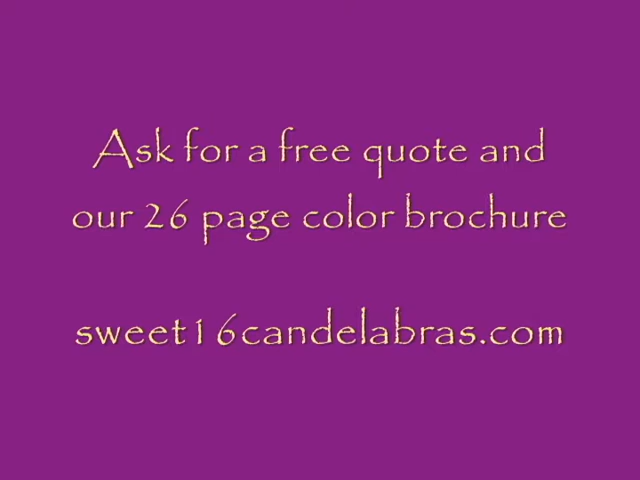 Ask for a free quote and
our 26 page color brochure
sweet16candelabras.com